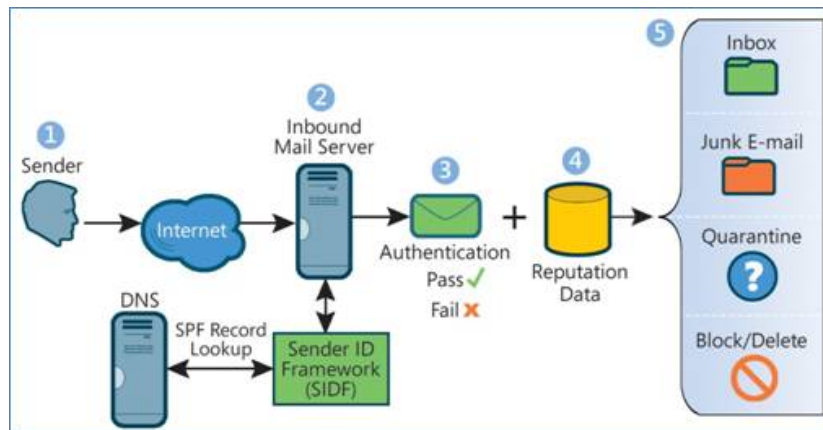 1
Sender
Internet
2
Inbound
Mail Server
3
Authentication
Pass ✓
Fail ✗
+
4
Reputation
Data
5
Inbox
Junk E-mail
Quarantine
?
Block/Delete
DNS
SPF Record
Lookup
Sender ID
Framework
(SIDF)